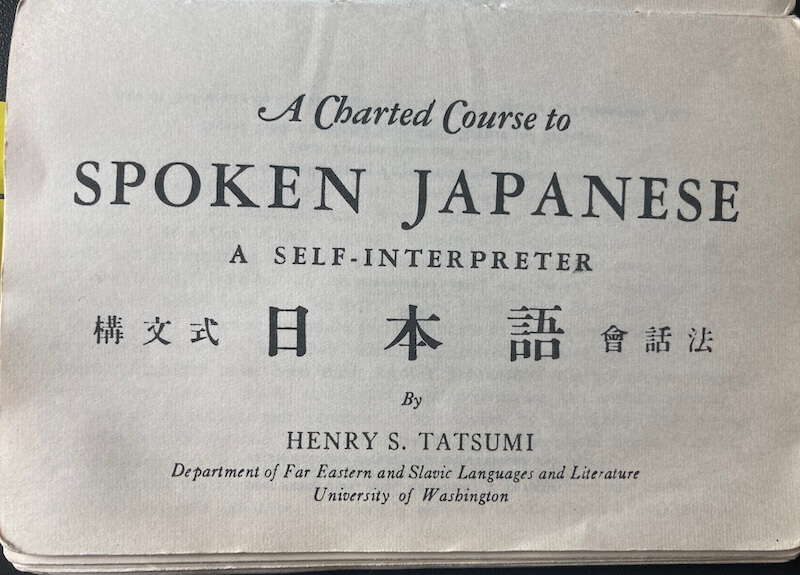 A Charted Course to
SPOKEN JAPANESE
A SELF-INTERPRETER
構文式 日本語 會話法
By
HENRY S. TATSUMI
Department of Far Eastern and Slavic Languages and Literature
University of Washington